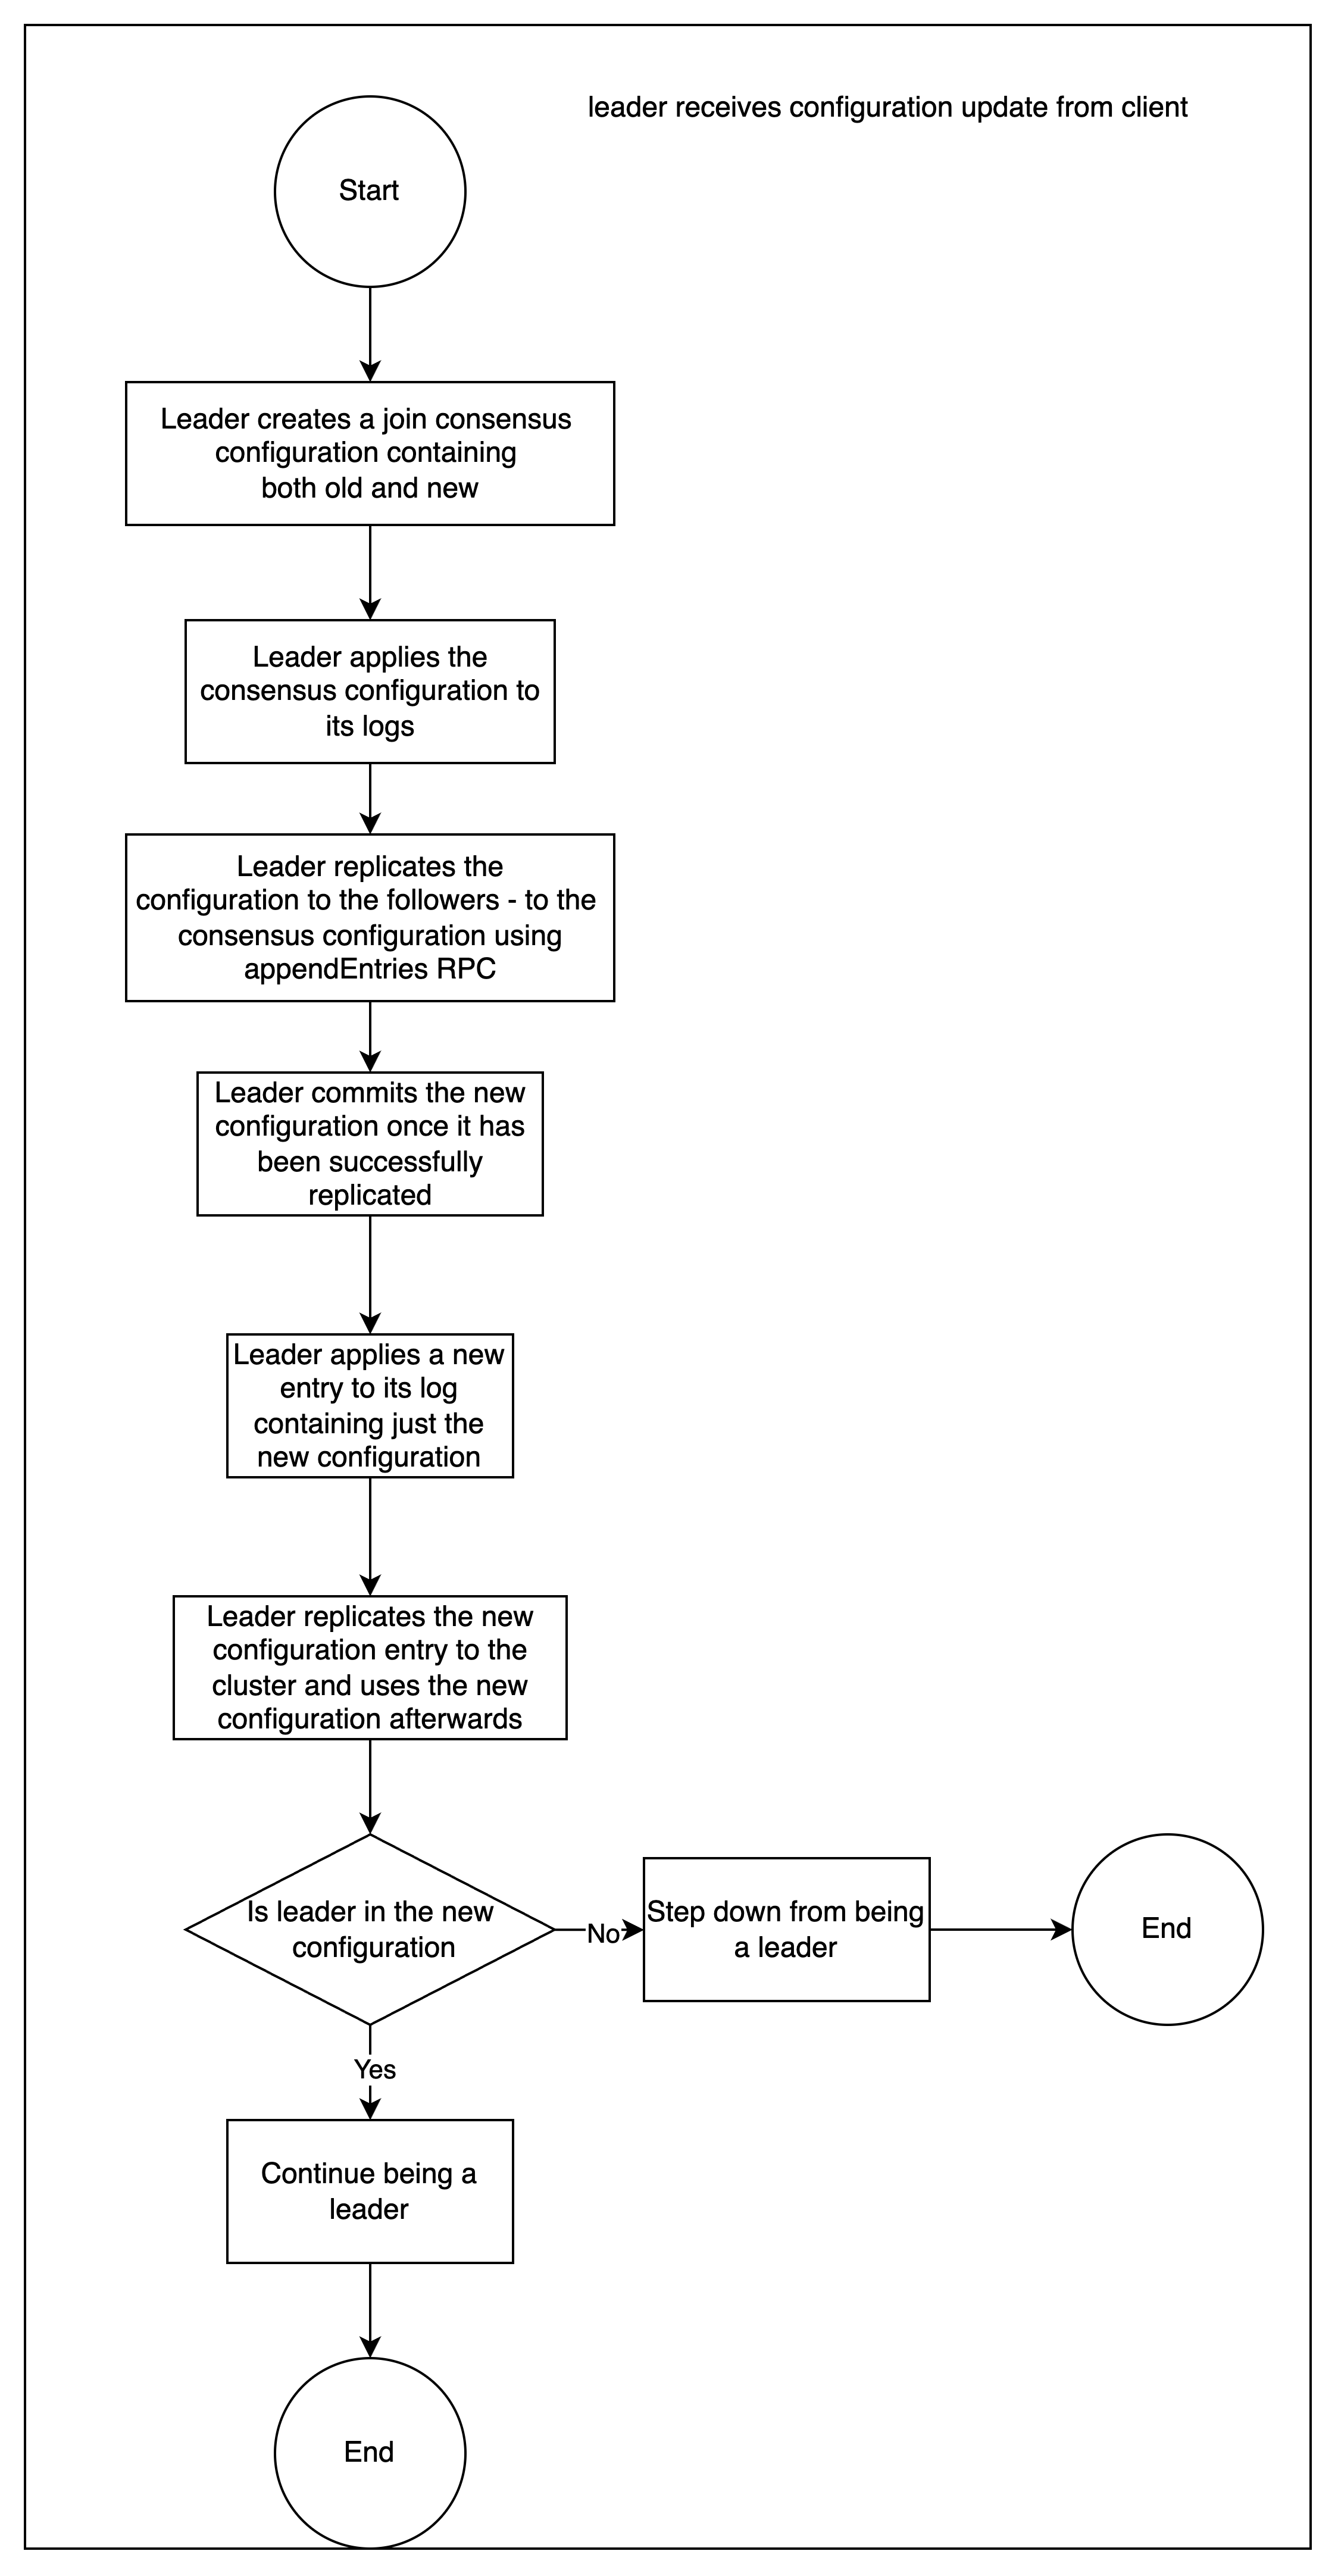 leader receives configuration update from client
Start
Leader creates a join consensus
configuration containing
both old and new
Leader applies the
consensus configuration to
its logs
Leader replicates the
configuration to the followers - to the
consensus configuration using
appendEntries RPC
Leader commits the new
configuration once it has
been successfully
replicated
Leader applies a new
entry to its log
containing just the
new configuration
Leader replicates the new
configuration entry to the
cluster and uses the new
configuration afterwards
Is leader in the new
configuration
No
Step down from being
a leader
End
Yes
Continue being a
leader
End